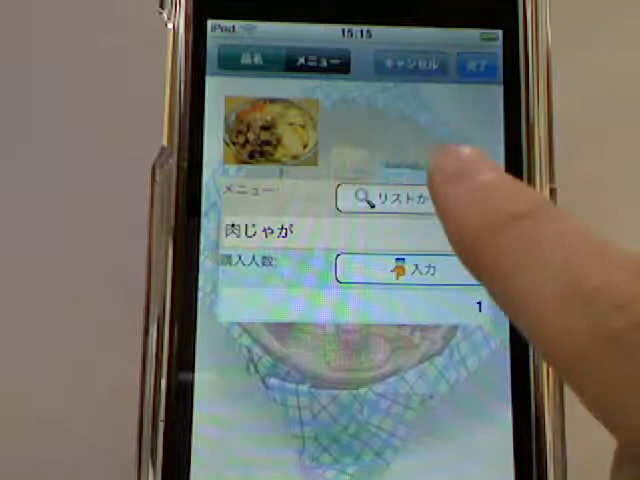 iPod 15:15
品名 メニュー キャンセル 完了
メニュー: リストか
肉じゃが
購入人数: 入力
1